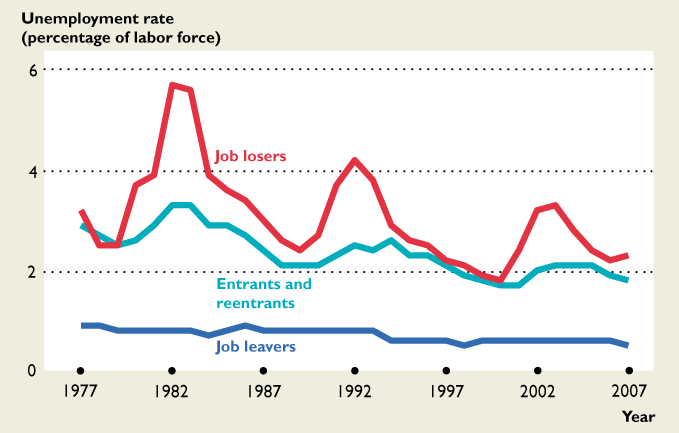 Unemployment rate
(percentage of labor force)
6
4
2
0
Job losers
Entrants and
reentrants
Job leavers
1977 1982 1987 1992 1997 2002 2007
Year